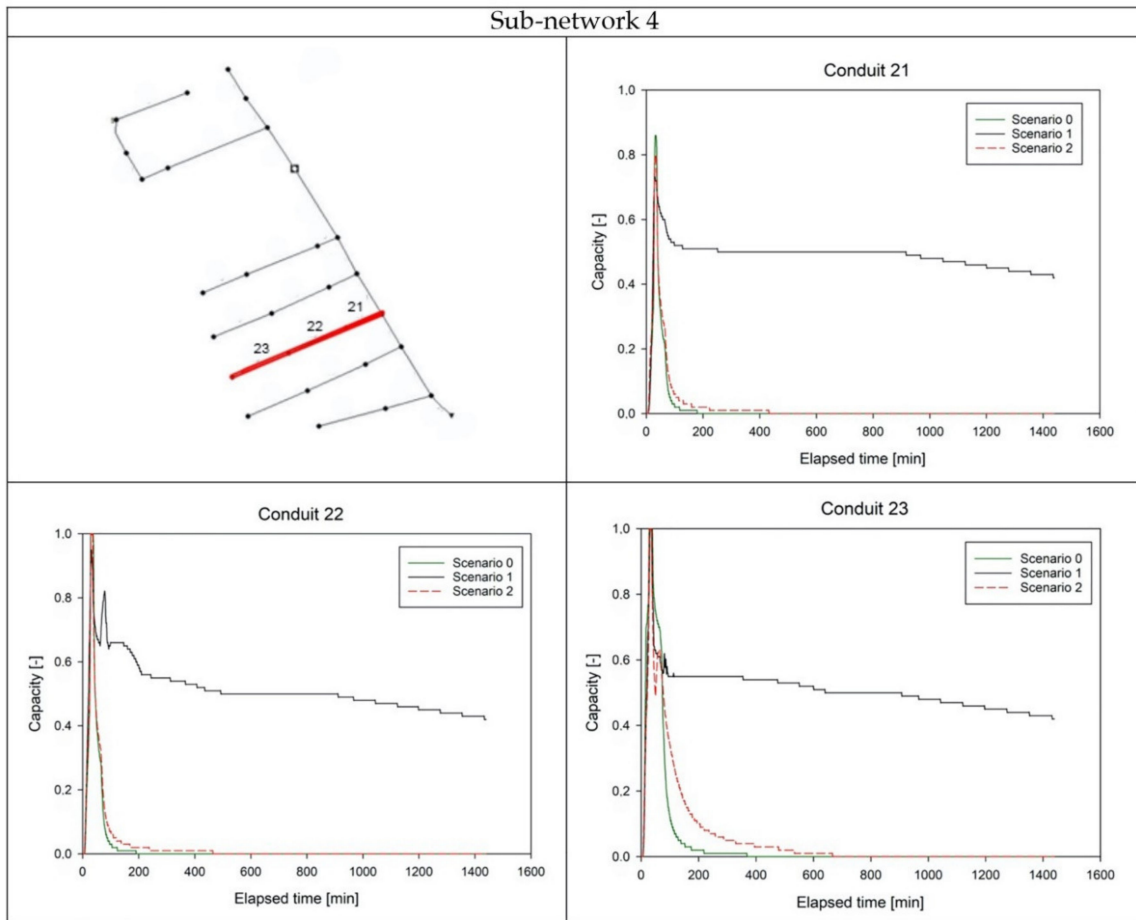 Sub-network 4
21
22
23
Conduit 21
Capacity [-]
1,0
0,8
0,6
0,4
0,2
0,0
Scenario 0
Scenario 1
Scenario 2
0 200 400 600 800 1000 1200 1400 1600
Elapsed time [min]
Conduit 22
Capacity [-]
1,0
0,8
0,6
0,4
0,2
0,0
Scenario 0
Scenario 1
Scenario 2
0 200 400 600 800 1000 1200 1400 1600
Elapsed time [min]
Conduit 23
Capacity [-]
1,0
0,8
0,6
0,4
0,2
0,0
Scenario 0
Scenario 1
Scenario 2
0 200 400 600 800 1000 1200 1400 1600
Elapsed time [min]